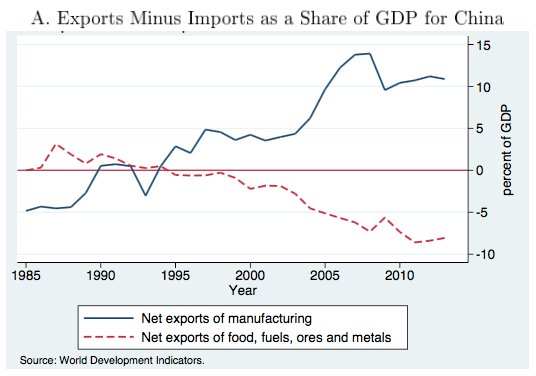 A. Exports Minus Imports as a Share of GDP for China
15
10
5
0
-5
-10
percent of GDP
1985 1990 1995 2000 2005 2010
Year
Net exports of manufacturing
Net exports of food, fuels, ores and metals
Source: World Development Indicators.